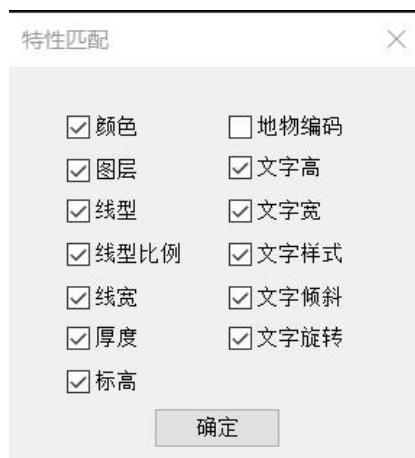 特性匹配
颜色 地物编码
图层 文字高
线型 文字宽
线型比例 文字样式
线宽 文字倾斜
厚度 文字旋转
标高
确定